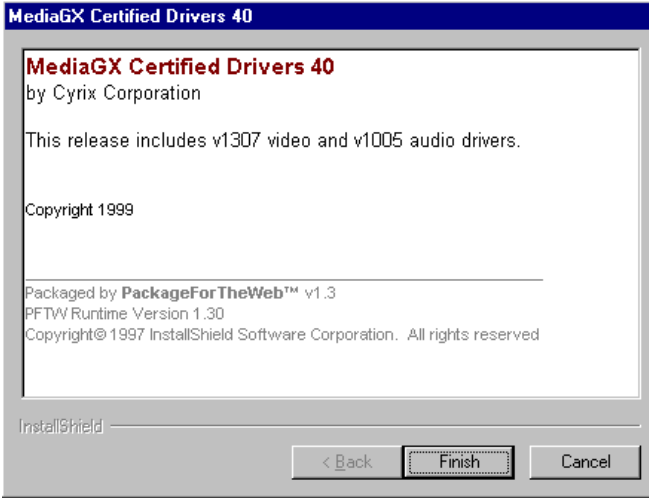 MediaGX Certified Drivers 40
MediaGX Certified Drivers 40
by Cyrix Corporation
This release includes v1307 video and v1005 audio drivers.
Copyright 1999
Packaged by PackageForTheWeb™ v1.3
PFTW Runtime Version 1.30
Copyright© 1997 InstallShield Software Corporation. All rights reserved
InstallShield
< Back Finish Cancel